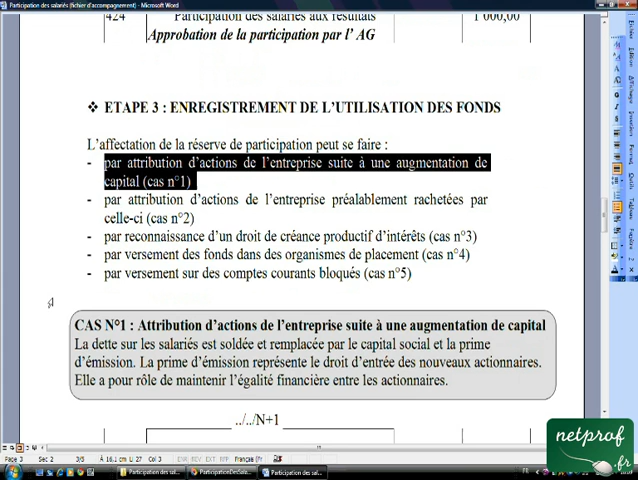 Participation des salariés (fichier d'accompagnement) - Microsoft Word
424 Participation des salariés aux résultats 1 000,00
Approbation de la participation par l' AG
❖ ETAPE 3 : ENREGISTREMENT DE L'UTILISATION DES FONDS
L'affectation de la réserve de participation peut se faire :
- par attribution d'actions de l'entreprise suite à une augmentation de
capital (cas n°1)
- par attribution d'actions de l'entreprise préalablement rachetées par
celle-ci (cas n°2)
- par reconnaissance d'un droit de créance productif d'intérêts (cas n°3)
- par versement des fonds dans des organismes de placement (cas n°4)
- par versement sur des comptes courants bloqués (cas n°5)
CAS N°1 : Attribution d'actions de l'entreprise suite à une augmentation de capital
La dette sur les salariés est soldée et remplacée par le capital social et la prime
d'émission. La prime d'émission représente le droit d'entrée des nouveaux actionnaires.
Elle a pour rôle de maintenir l'égalité financière entre les actionnaires.
../../N+1
Page 3 Sec 2 3/5 À 16,1 cm Li 27 Col 3 ENR REV EXT RFP Français (Fr
Participation des sal... ParticipationDesSala... Participation des sal...
FR
netprof
.fr